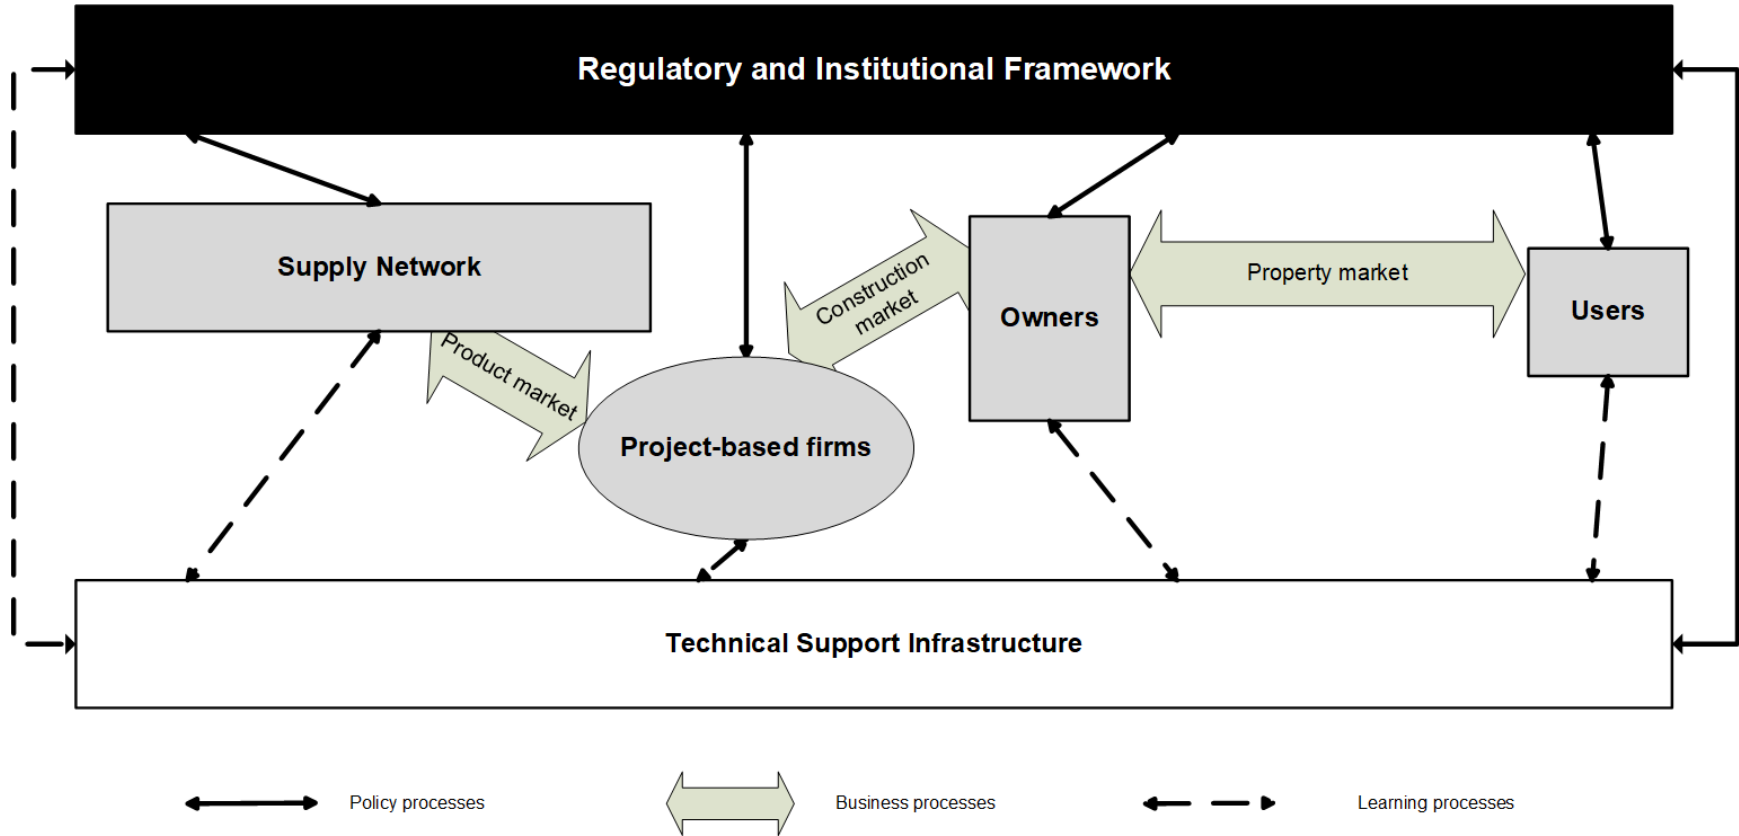 Regulatory and Institutional Framework
Supply Network
Product market
Construction
market
Owners
Property market
Users
Project-based firms
Technical Support Infrastructure
Policy processes
Business processes
Learning processes